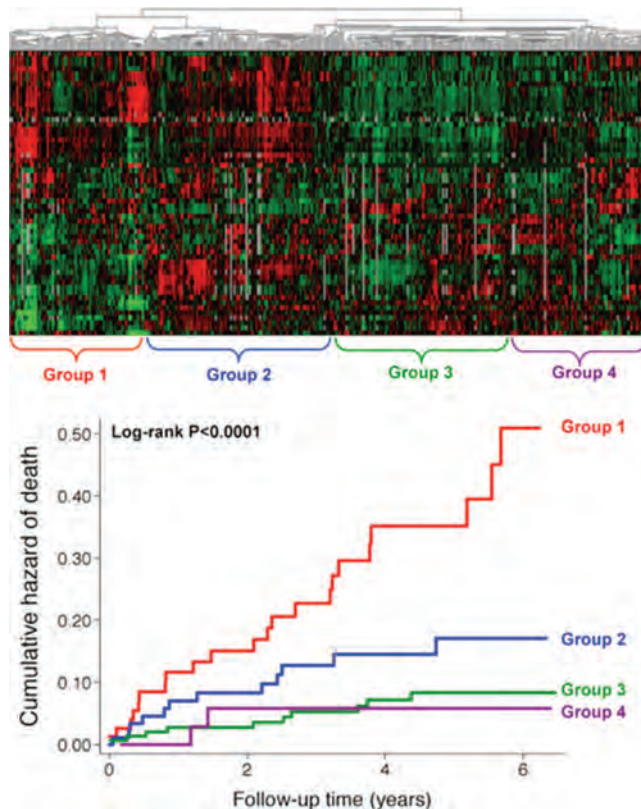 Group 1 Group 2 Group 3 Group 4
Log-rank P<0.0001
Cumulative hazard of death
0.50
0.40
0.30
0.20
0.10
0.00
Group 1
Group 2
Group 3
Group 4
0 2 4 6
Follow-up time (years)